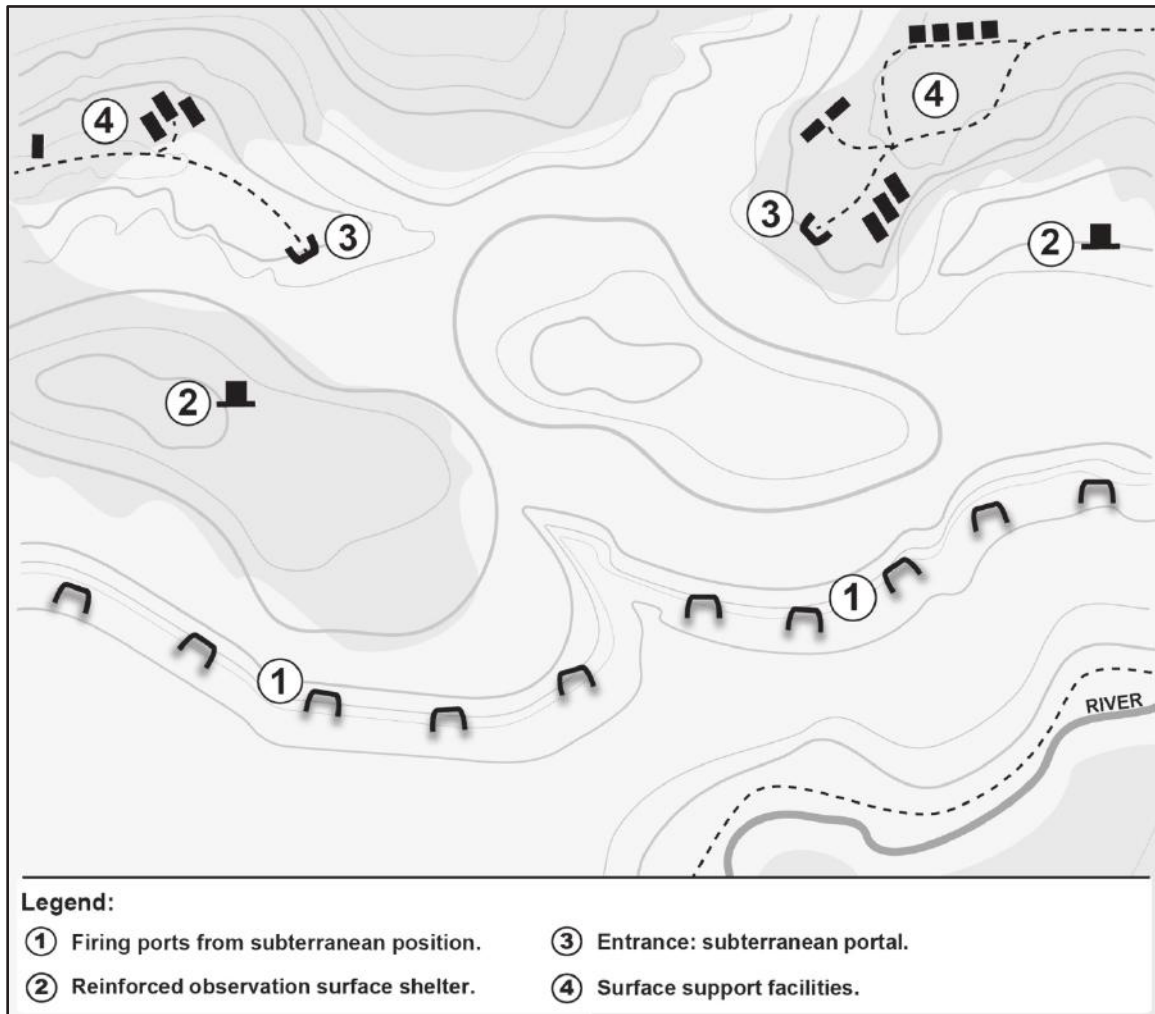 4
4
3
3
2
2
1
1
RIVER
Legend:
1 Firing ports from subterranean position.
2 Reinforced observation surface shelter.
3 Entrance: subterranean portal.
4 Surface support facilities.